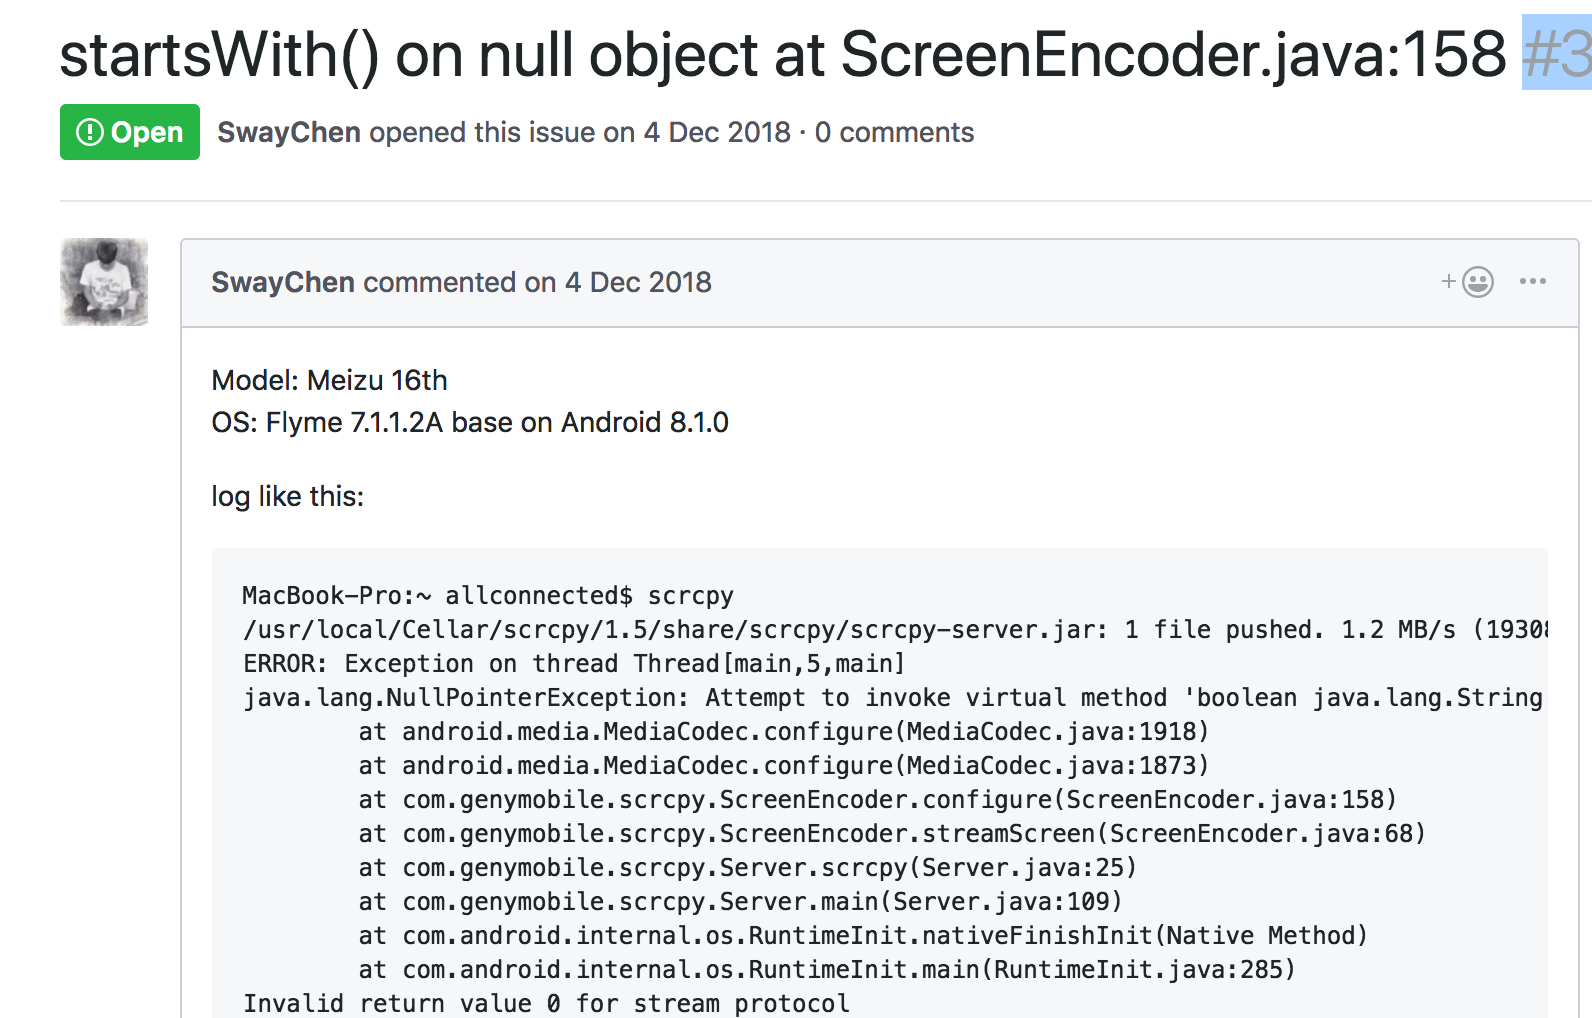 startsWith() on null object at ScreenEncoder.java:158 #3
Open SwayChen opened this issue on 4 Dec 2018 · 0 comments
SwayChen commented on 4 Dec 2018
Model: Meizu 16th
OS: Flyme 7.1.1.2A base on Android 8.1.0
log like this:
MacBook-Pro:~ allconnected$ scrcpy
/usr/local/Cellar/scrcpy/1.5/share/scrcpy/scrcpy-server.jar: 1 file pushed. 1.2 MB/s (19308
ERROR: Exception on thread Thread[main,5,main]
java.lang.NullPointerException: Attempt to invoke virtual method 'boolean java.lang.String
at android.media.MediaCodec.configure(MediaCodec.java:1918)
at android.media.MediaCodec.configure(MediaCodec.java:1873)
at com.genymobile.scrcpy.ScreenEncoder.configure(ScreenEncoder.java:158)
at com.genymobile.scrcpy.ScreenEncoder.streamScreen(ScreenEncoder.java:68)
at com.genymobile.scrcpy.Server.scrcpy(Server.java:25)
at com.genymobile.scrcpy.Server.main(Server.java:109)
at com.android.internal.os.RuntimeInit.nativeFinishInit(Native Method)
at com.android.internal.os.RuntimeInit.main(RuntimeInit.java:285)
Invalid return value 0 for stream protocol